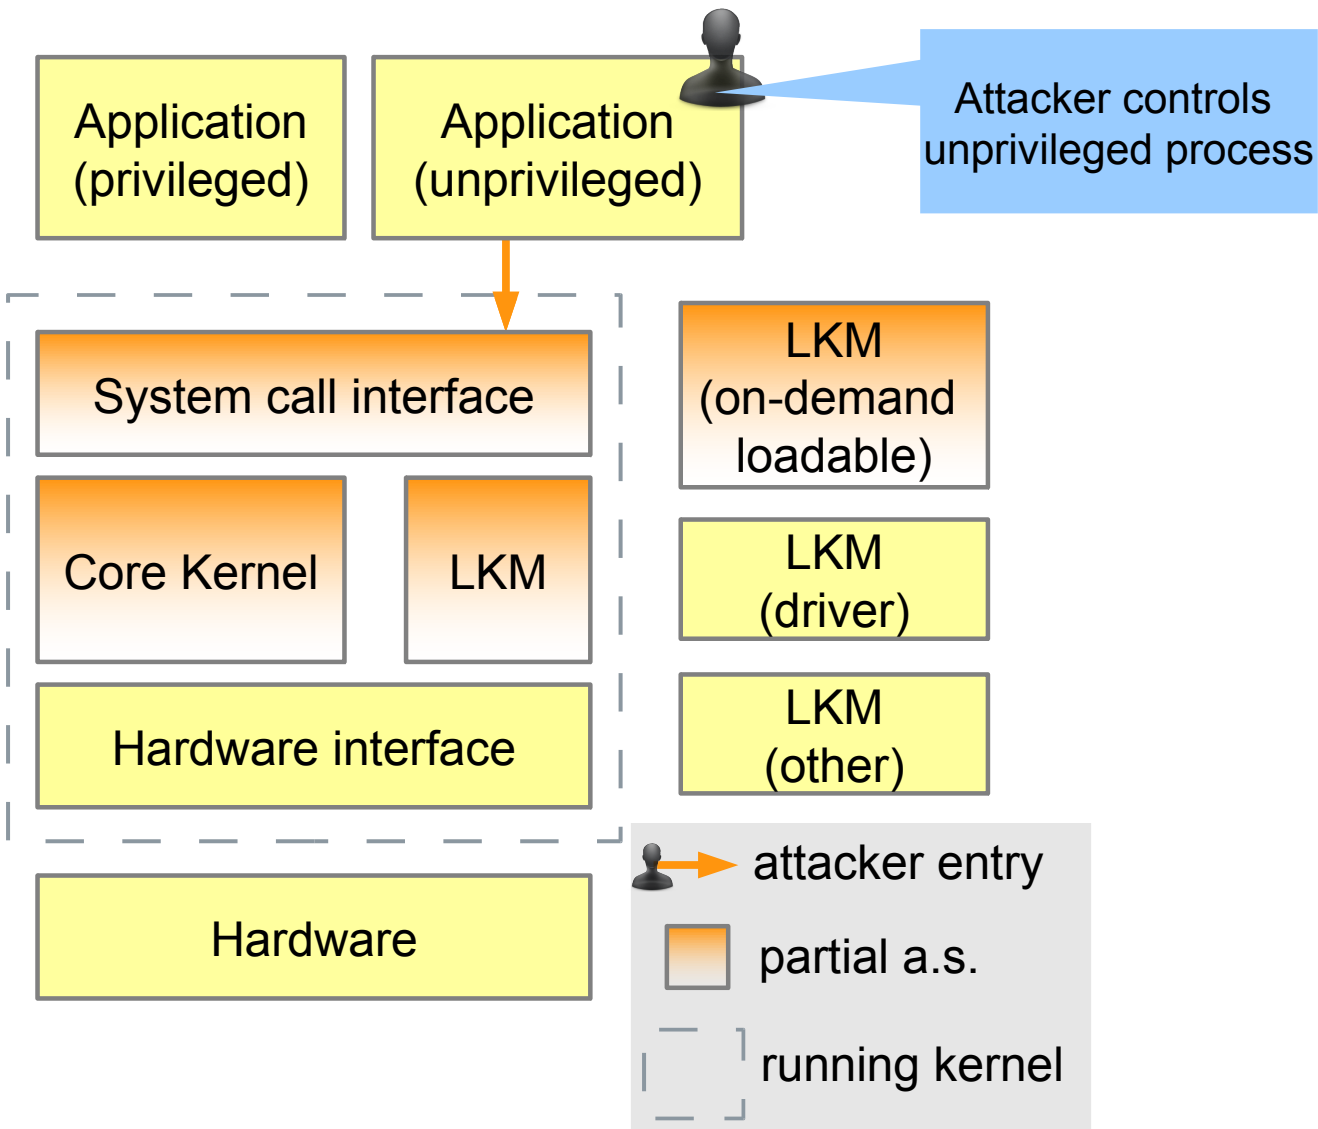 Application
(privileged)
Application
(unprivileged)
Attacker controls
unprivileged process
System call interface
Core Kernel
LKM
Hardware interface
Hardware
LKM
(on-demand
loadable)
LKM
(driver)
LKM
(other)
attacker entry
partial a.s.
running kernel